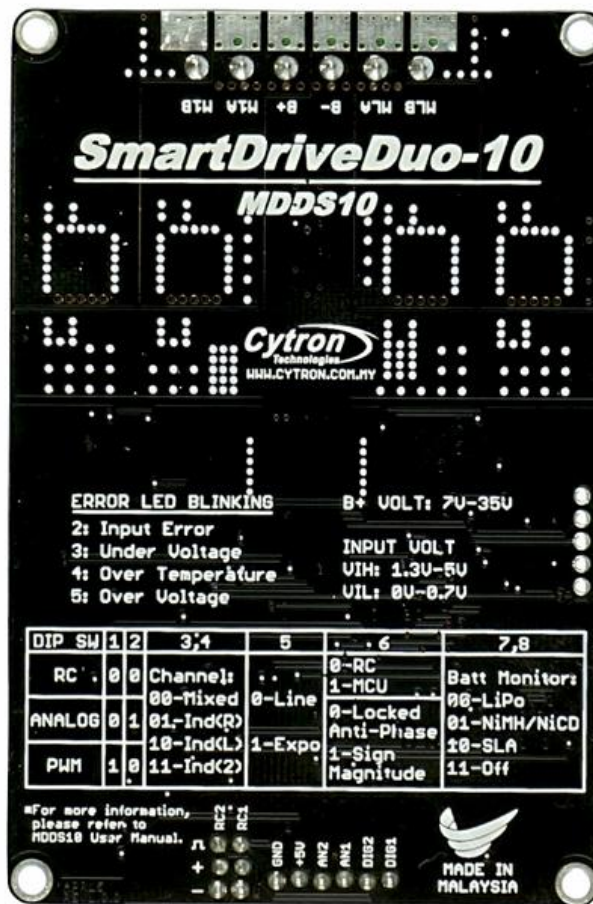 M1B M1A B+ B- MLA MLB
SmartDriveDuo-10
MDDS10
Cytron
Technologies
WWW.CYTRON.COM.MY
ERROR LED BLINKING
2: Input Error
3: Under Voltage
4: Over Temperature
5: Over Voltage
B+ VOLT: 7V-35V
INPUT VOLT
VIH: 1.3V-5V
VIL: 0V-0.7V
DIP SW 1 2 3,4 5 6 7,8
RC 0 0
ANALOG 0 1
PWM 1 0
Channel:
00-Mixed
01-Ind(R)
10-Ind(L)
11-Ind(2)
0-Line
1-Expo
0-RC
1-MCU
0-Locked
Anti-Phase
1-Sign
Magnitude
Batt Monitor:
00-LiPo
01-NiMH/NiCD
10-SLA
11-Off
*For more information,
please refer to
MDDS10 User Manual.
RC2 RC1
+
-
GND +5V AN2 AN1 DIG2 DIG1
MADE IN
MALAYSIA